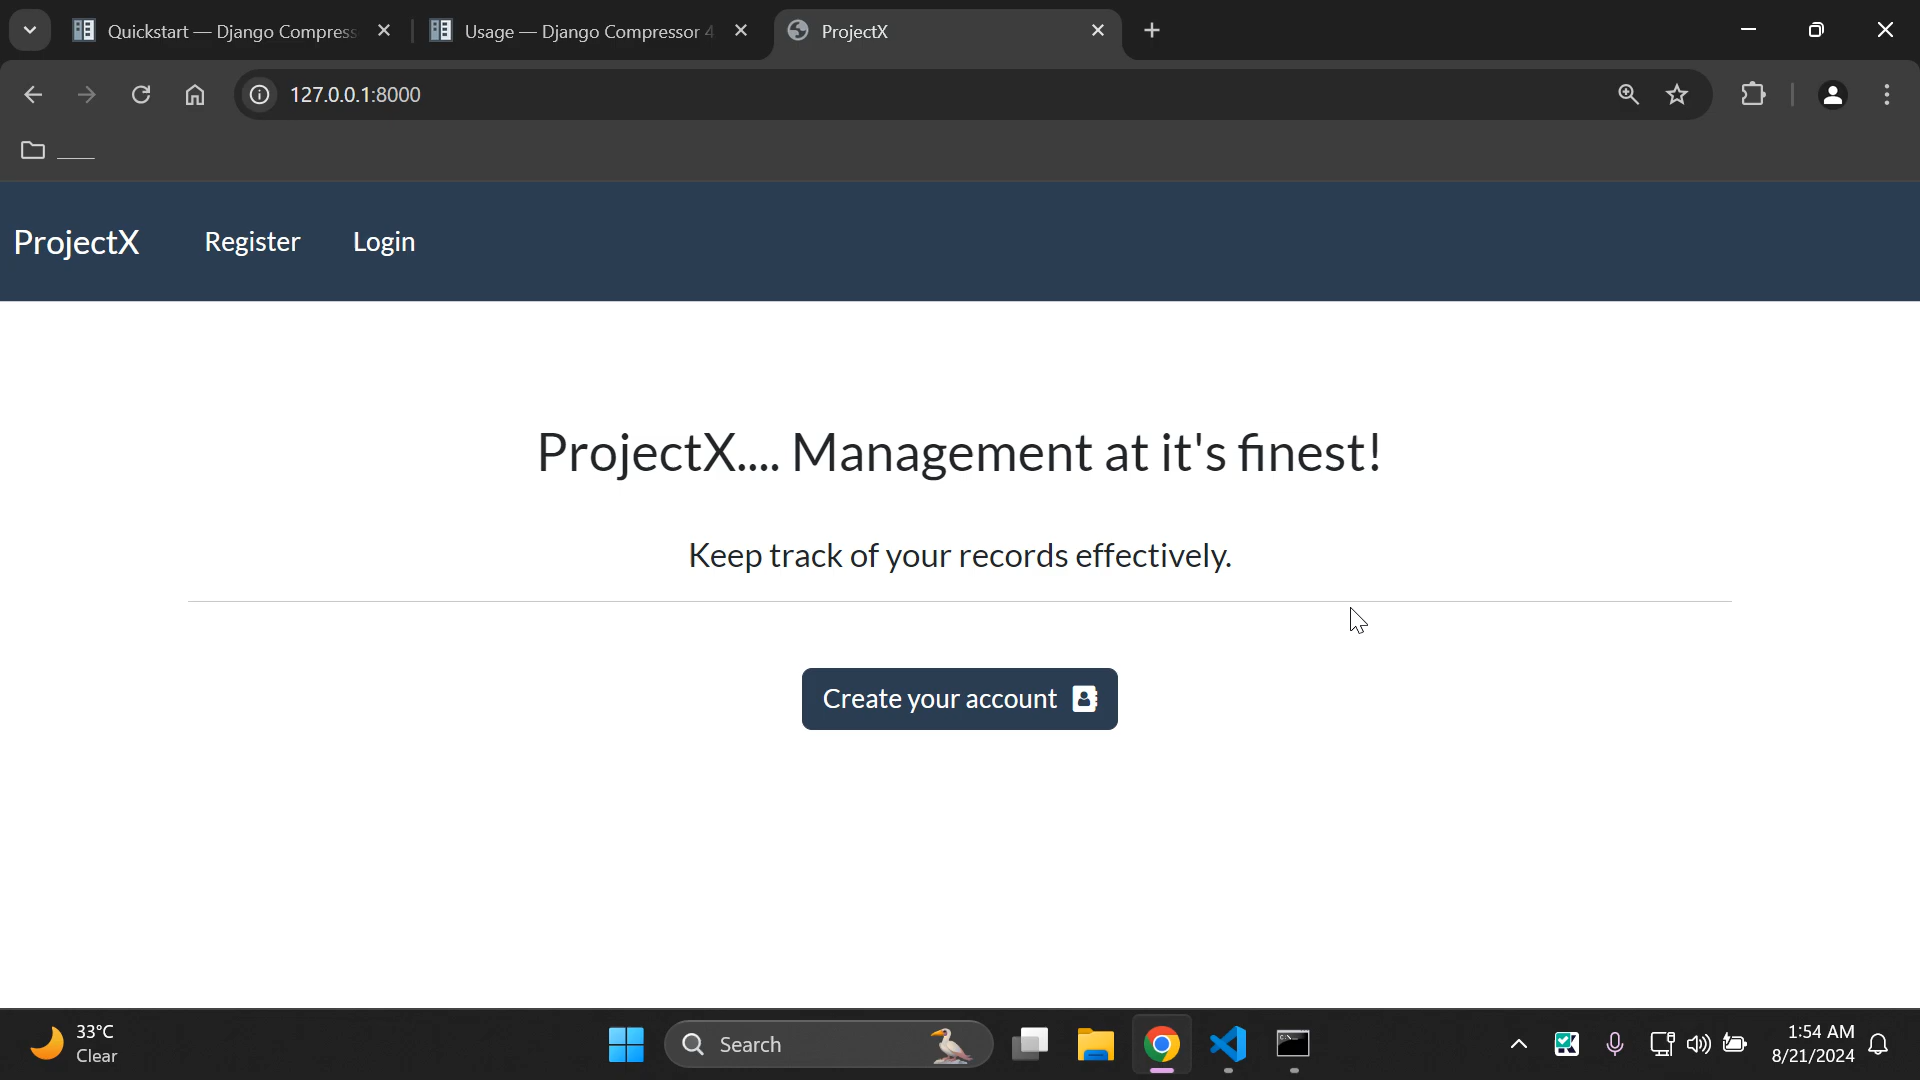 Quickstart — Django Compress
Usage — Django Compressor 4
ProjectX
127.0.0.1:8000
____
ProjectX Register Login
ProjectX.... Management at it's finest!
Keep track of your records effectively.
Create your account
33°C
Clear
Search
1:54 AM
8/21/2024